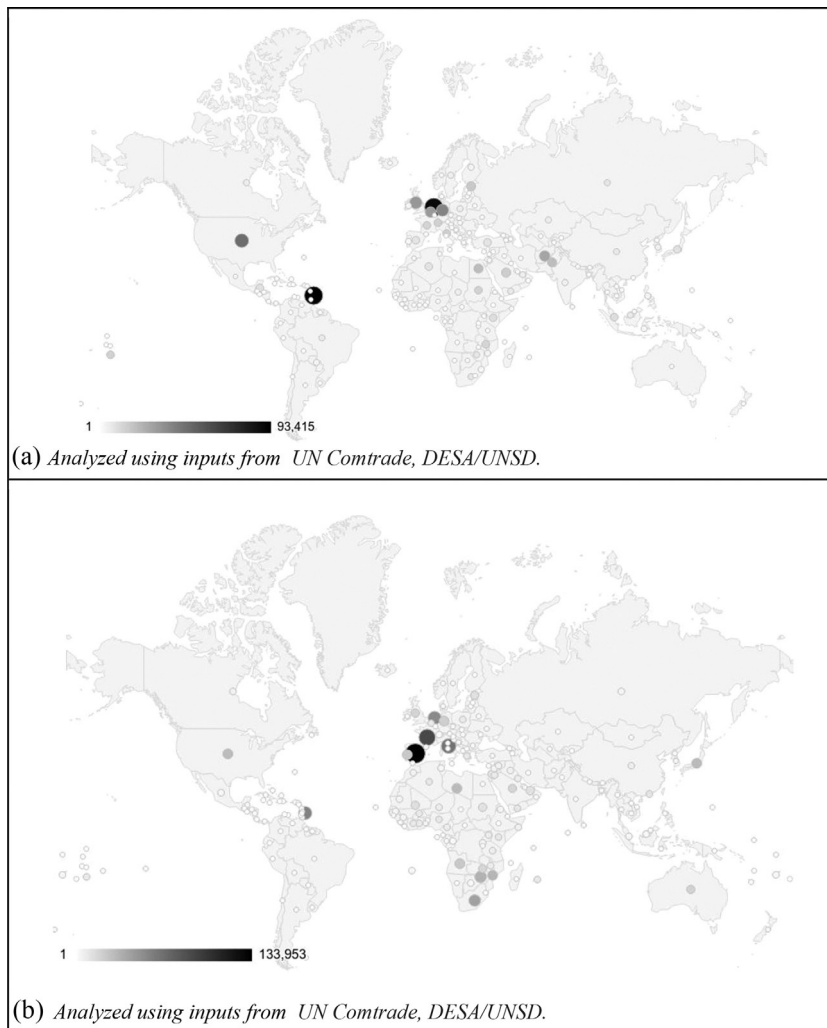 1 93,415
(a) Analyzed using inputs from UN Comtrade, DESA/UNSD.
1 133,953
(b) Analyzed using inputs from UN Comtrade, DESA/UNSD.